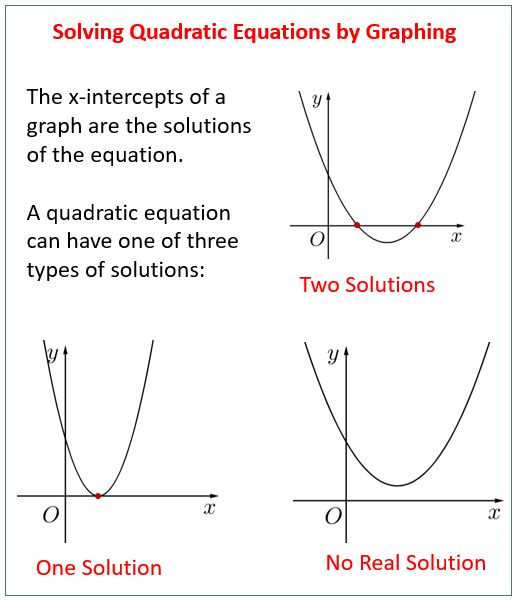 Solving Quadratic Equations by Graphing
The x-intercepts of a
graph are the solutions
of the equation.
A quadratic equation
can have one of three
types of solutions:
y
O
x
Two Solutions
y
O
x
One Solution
y
O
x
No Real Solution